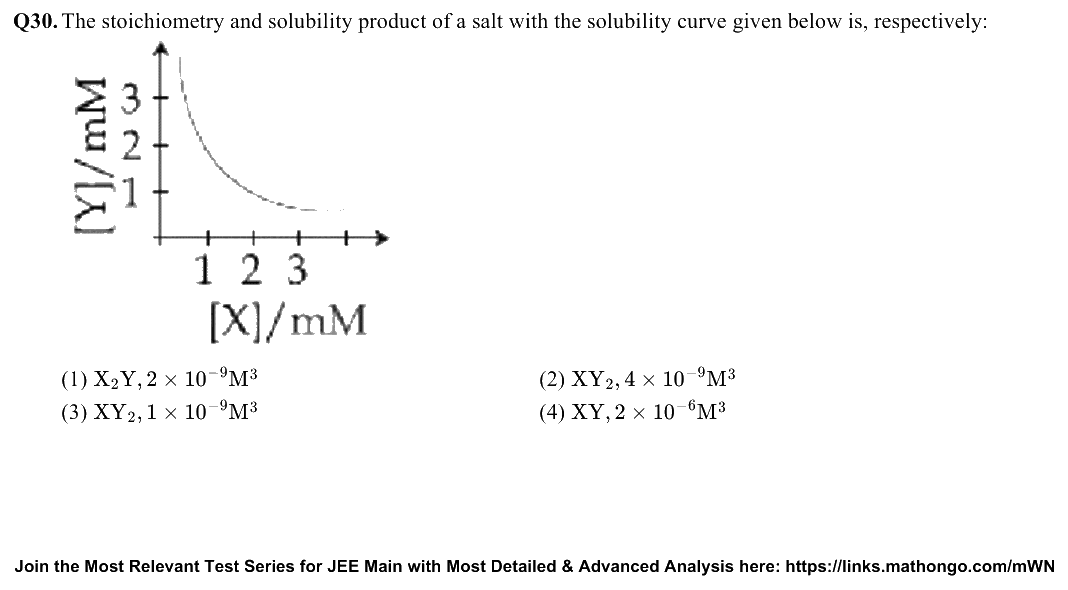 Q30. The stoichiometry and solubility product of a salt with the solubility curve given below is, respectively:
[Y]/mM
3
2
1
1 2 3
[X]/mM
(1) X₂Y, 2 × 10⁻⁹M³
(2) XY₂, 4 × 10⁻⁹M³
(3) XY₂, 1 × 10⁻⁹M³
(4) XY, 2 × 10⁻⁶M³
Join the Most Relevant Test Series for JEE Main with Most Detailed & Advanced Analysis here: https://links.mathongo.com/mWN